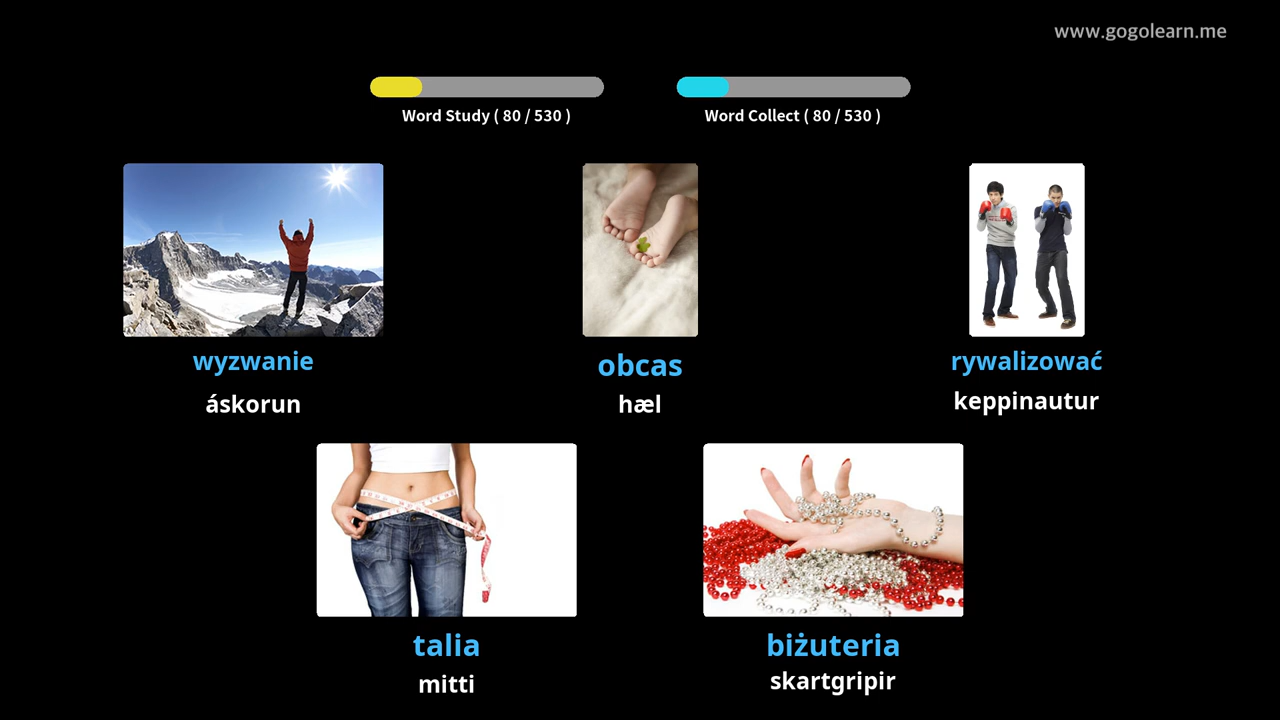 www.gogolearn.me
Word Study ( 80 / 530 )
Word Collect ( 80 / 530 )
wyzwanie
áskorun
obcas
hæl
rywalizować
keppinautur
talia
mitti
biżuteria
skartgripir